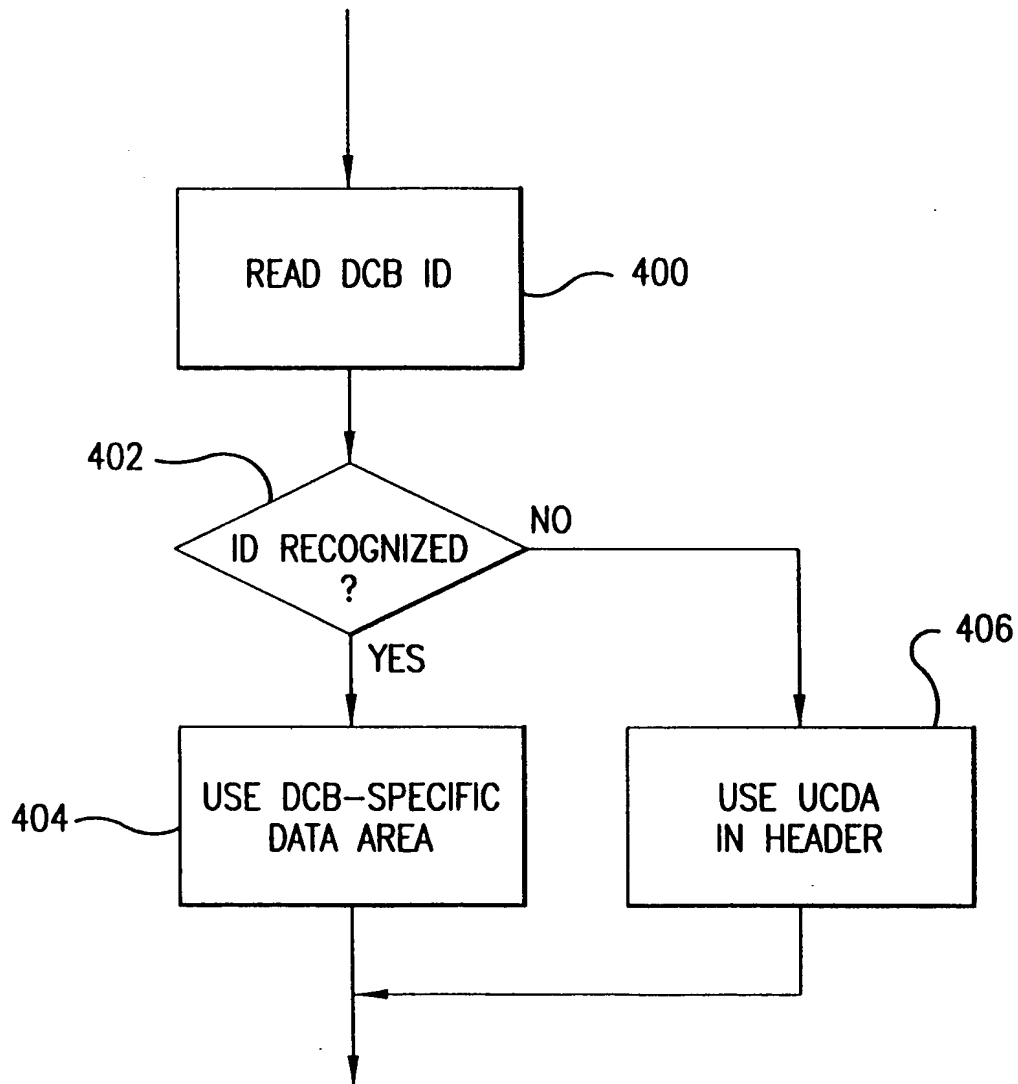 READ DCB ID
400
402
ID RECOGNIZED
?
NO
YES
406
USE DCB-SPECIFIC
DATA AREA
404
USE UCDA
IN HEADER